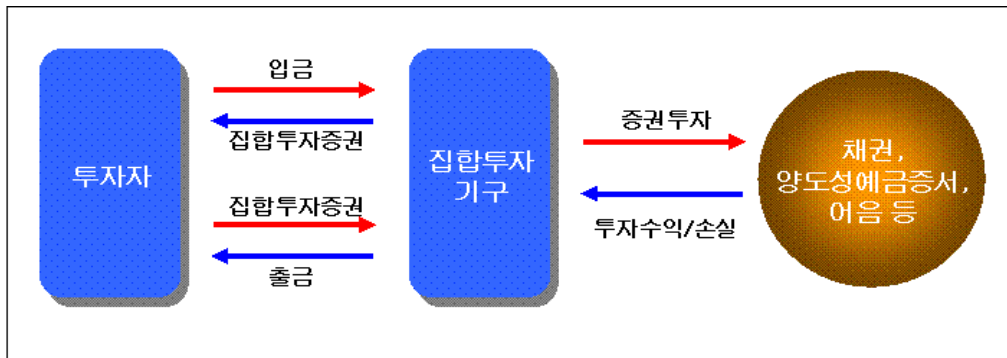 투자자
입금
집합투자증권
집합투자증권
출금
집합투자
기구
증권투자
투자수익/손실
채권,
양도성예금증서,
어음 등